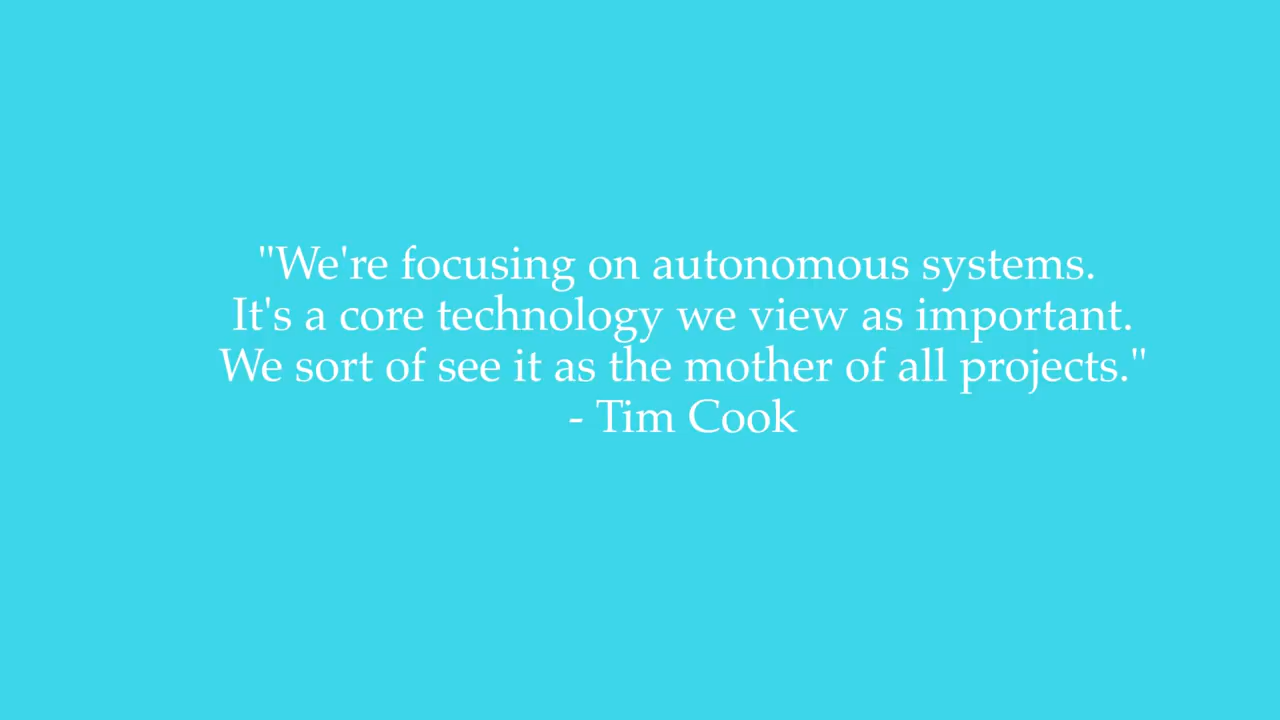 "We're focusing on autonomous systems.
It's a core technology we view as important.
We sort of see it as the mother of all projects."
- Tim Cook